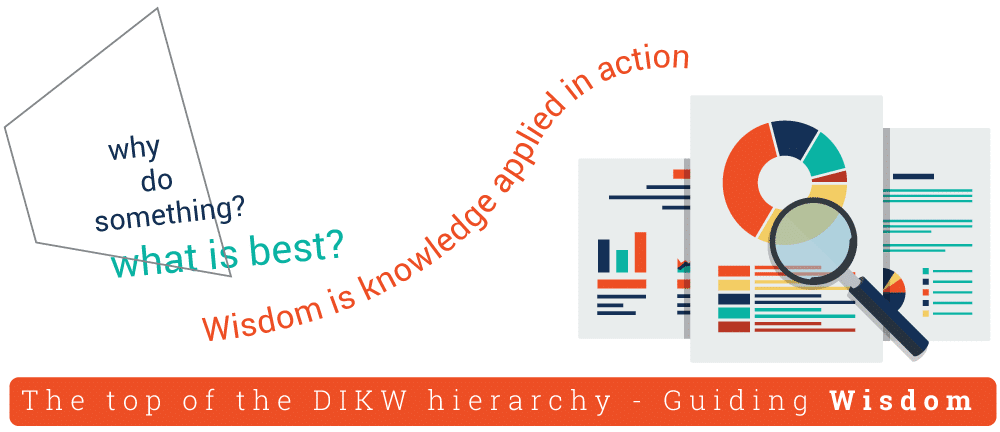 why
do
something?
what is best?
Wisdom is knowledge applied in action
The top of the DIKW hierarchy - Guiding Wisdom